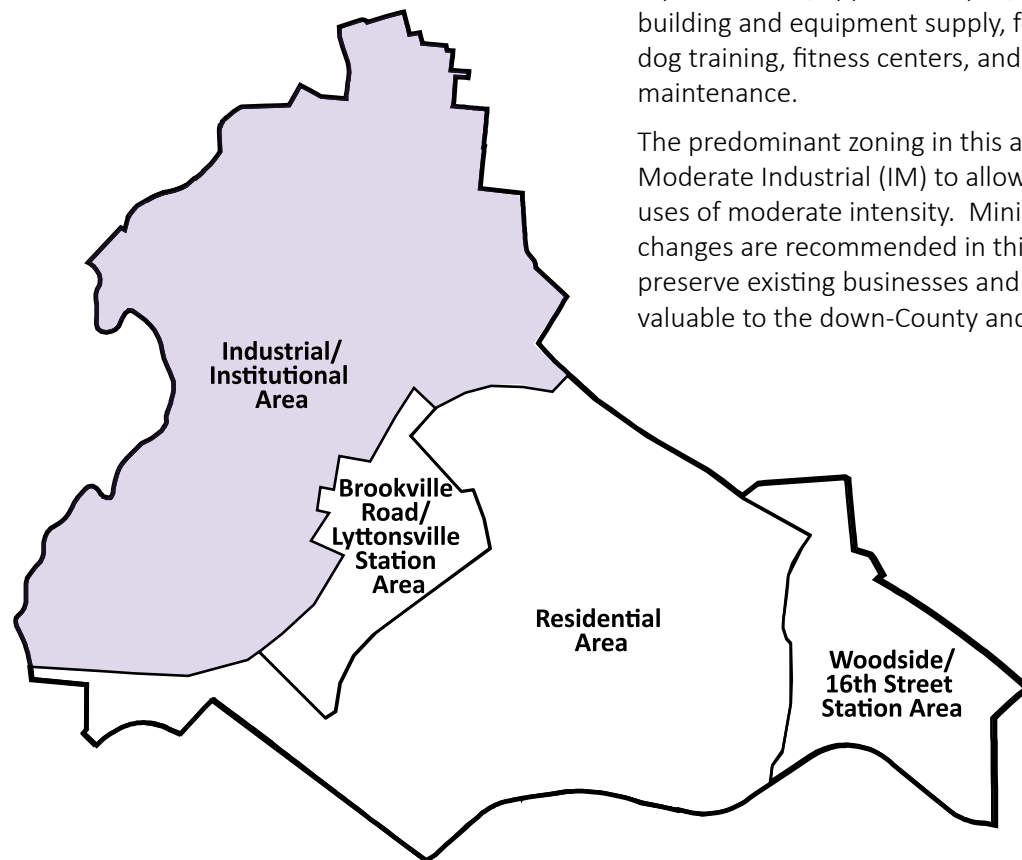 building and equipment supply, f
dog training, fitness centers, and
maintenance.
The predominant zoning in this a
Moderate Industrial (IM) to allow
uses of moderate intensity.  Mini
changes are recommended in thi
preserve existing businesses and
valuable to the down-County and
Industrial/
Institutional
Area
Brookville
Road/
Lyttonsville
Station
Area
Residential
Area
Woodside/
16th Street
Station Area